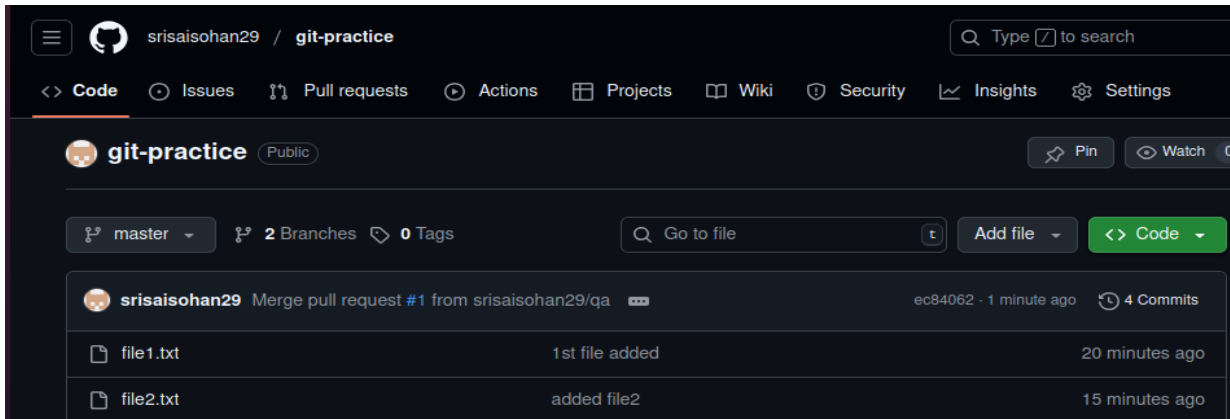 srisaisohan29 / git-practice Type / to search
Code Issues Pull requests Actions Projects Wiki Security Insights Settings
git-practice Public Pin Watch
master 2 Branches 0 Tags Go to file t Add file Code
srisaisohan29 Merge pull request #1 from srisaisohan29/qa ec84062 · 1 minute ago 4 Commits
file1.txt 1st file added 20 minutes ago
file2.txt added file2 15 minutes ago